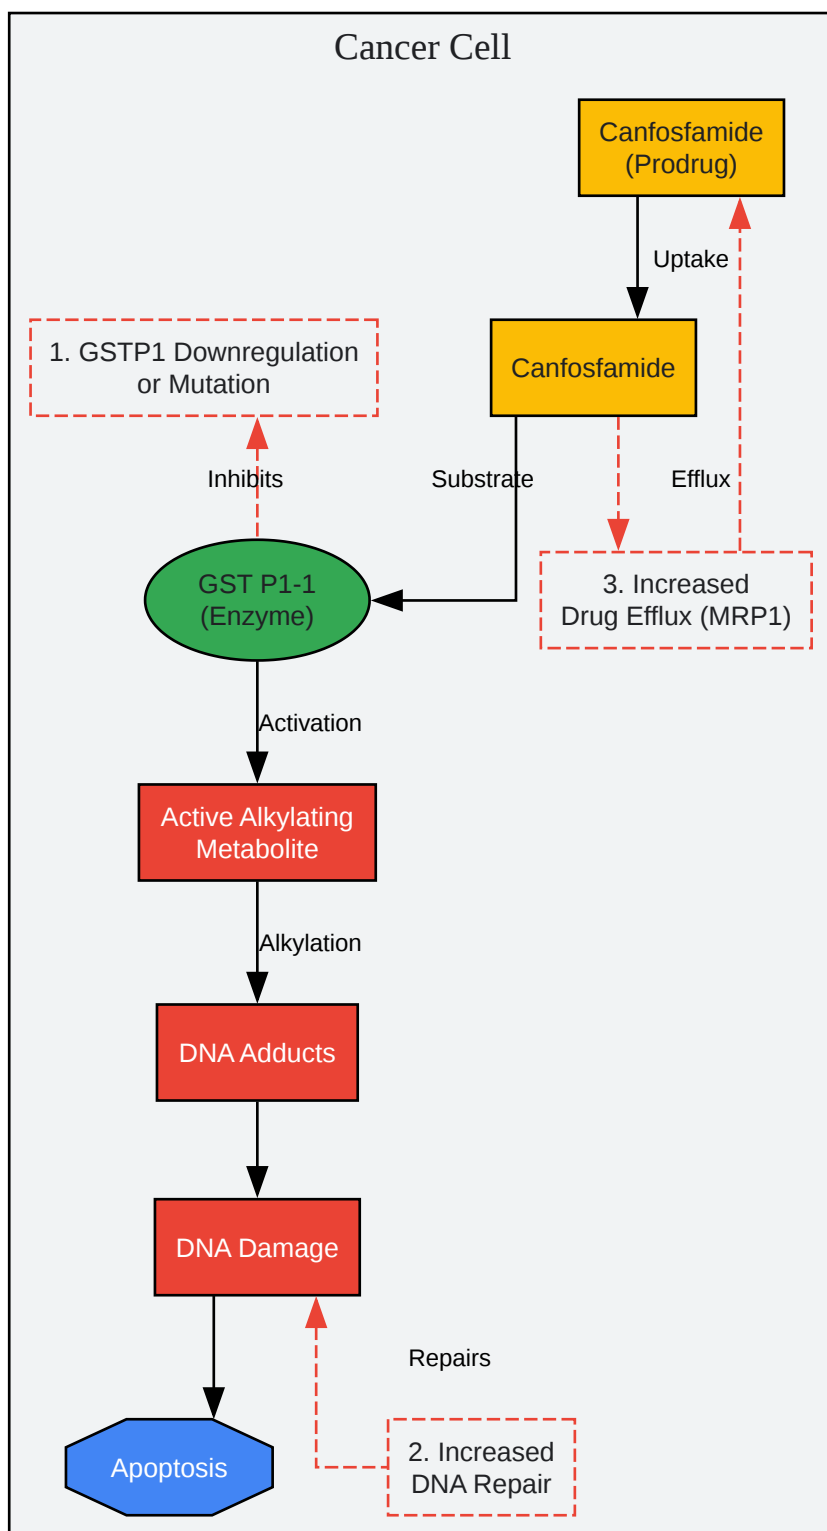 Cancer Cell
Canfosfamide
(Prodrug)
Uptake
1. GSTP1 Downregulation
or Mutation
Canfosfamide
Inhibits
Substrate
Efflux
GST P1-1
(Enzyme)
3. Increased
Drug Efflux (MRP1)
Activation
Active Alkylating
Metabolite
Alkylation
DNA Adducts
DNA Damage
Repairs
Apoptosis
2. Increased
DNA Repair